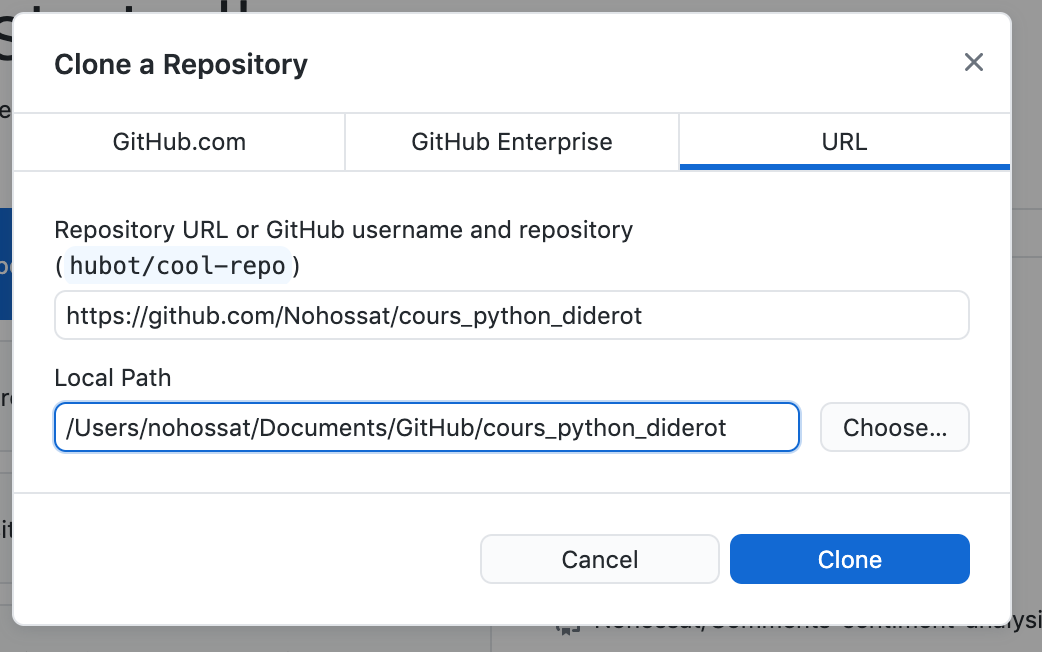 Clone a Repository
GitHub.com
GitHub Enterprise
URL
Repository URL or GitHub username and repository
(hubot/cool-repo)
https://github.com/Nohossat/cours_python_diderot
Local Path
/Users/nohossat/Documents/GitHub/cours_python_diderot
Choose...
Cancel
Clone